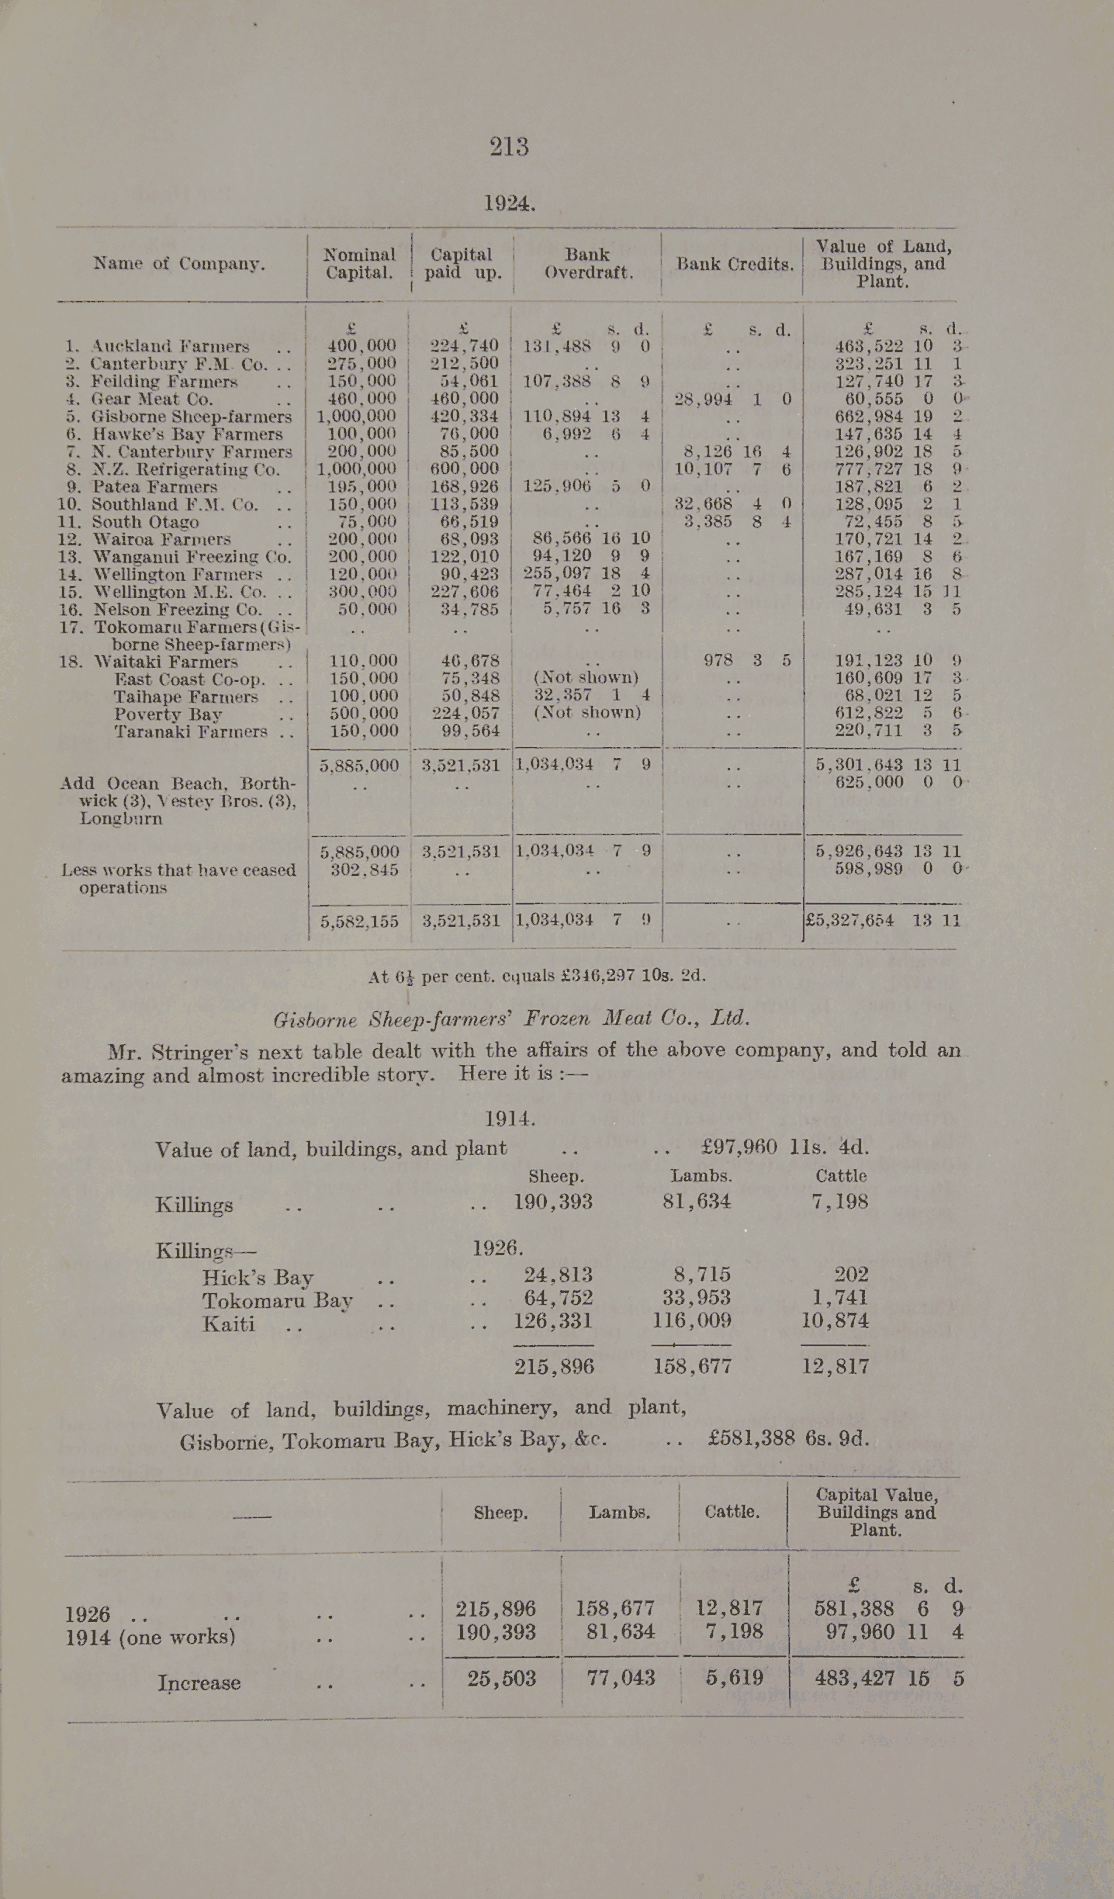 213
1924.
Name of Company. Nominal Capital. Capital paid up. Bank Overdraft. Bank Credits. Value of Land, Buildings, and Plant.
£ £ £ s. d. £ s. d. £ s. d.
1. Auckland Farmers .. 400,000 224,740 131,488 9 0 .. 463,522 10 3
2. Canterbury F.M. Co. .. 275,000 212,500 .. .. 323,251 11 1
3. Feilding Farmers .. 150,000 54,061 107,388 8 9 .. 127,740 17 3
4. Gear Meat Co. .. 460,000 460,000 .. 28,994 1 0 60,555 0 0
5. Gisborne Sheep-farmers 1,000,000 420,334 110,894 13 4 .. 662,984 19 2
6. Hawke's Bay Farmers 100,000 76,000 6,992 6 4 .. 147,635 14 4
7. N. Canterbury Farmers 200,000 85,500 .. 8,126 16 4 126,902 18 5
8. N.Z. Refrigerating Co. 1,000,000 600,000 .. 10,107 7 6 777,727 18 9
9. Patea Farmers .. 195,000 168,926 125,906 5 0 .. 187,821 6 2
10. Southland F.M. Co. .. 150,000 113,539 .. 32,668 4 0 128,095 2 1
11. South Otago .. 75,000 66,519 .. 3,385 8 4 72,455 8 5
12. Wairoa Farmers .. 200,000 68,093 86,566 16 10 .. 170,721 14 2
13. Wanganui Freezing Co. 200,000 122,010 94,120 9 9 .. 167,169 8 6
14. Wellington Farmers .. 120,000 90,423 255,097 18 4 .. 287,014 16 8
15. Wellington M.E. Co. .. 300,000 227,606 77,464 2 10 .. 285,124 15 11
16. Nelson Freezing Co. .. 50,000 34,785 5,757 16 3 .. 49,631 3 5
17. Tokomaru Farmers (Gis- .. .. .. .. ..
borne Sheep-farmers)
18. Waitaki Farmers .. 110,000 46,678 .. 978 3 5 191,123 10 9
East Coast Co-op. .. 150,000 75,348 (Not shown) .. 160,609 17 3
Taihape Farmers .. 100,000 50,848 32,357 1 4 .. 68,021 12 5
Poverty Bay .. 500,000 224,057 (Not shown) .. 612,822 5 6
Taranaki Farmers .. 150,000 99,564 .. .. 220,711 3 5
5,885,000 3,521,531 1,034,034 7 9 .. 5,301,643 13 11
Add Ocean Beach, Borth- .. .. .. .. 625,000 0 0
wick (3), Vestey Bros. (3),
Longburn
5,885,000 3,521,531 1,034,034 7 9 .. 5,926,643 13 11
Less works that have ceased 302,845 .. .. .. 598,989 0 0
operations
5,582,155 3,521,531 1,034,034 7 9 .. £5,327,654 13 11
At 6½ per cent. equals £346,297 10s. 2d.
Gisborne Sheep-farmers' Frozen Meat Co., Ltd.
Mr. Stringer's next table dealt with the affairs of the above company, and told an
amazing and almost incredible story. Here it is :—
1914.
Value of land, buildings, and plant .. .. £97,960 11s. 4d.
Sheep. Lambs. Cattle
Killings .. .. .. 190,393 81,634 7,198
Killings— 1926.
Hick's Bay .. .. 24,813 8,715 202
Tokomaru Bay .. .. 64,752 33,953 1,741
Kaiti .. .. .. 126,331 116,009 10,874
215,896 158,677 12,817
Value of land, buildings, machinery, and plant,
Gisborne, Tokomaru Bay, Hick's Bay, &c. .. £581,388 6s. 9d.
—— Sheep. Lambs. Cattle. Capital Value, Buildings and Plant.
£ s. d.
1926 .. .. .. .. 215,896 158,677 12,817 581,388 6 9
1914 (one works) .. .. 190,393 81,634 7,198 97,960 11 4
Increase .. .. 25,503 77,043 5,619 483,427 15 5